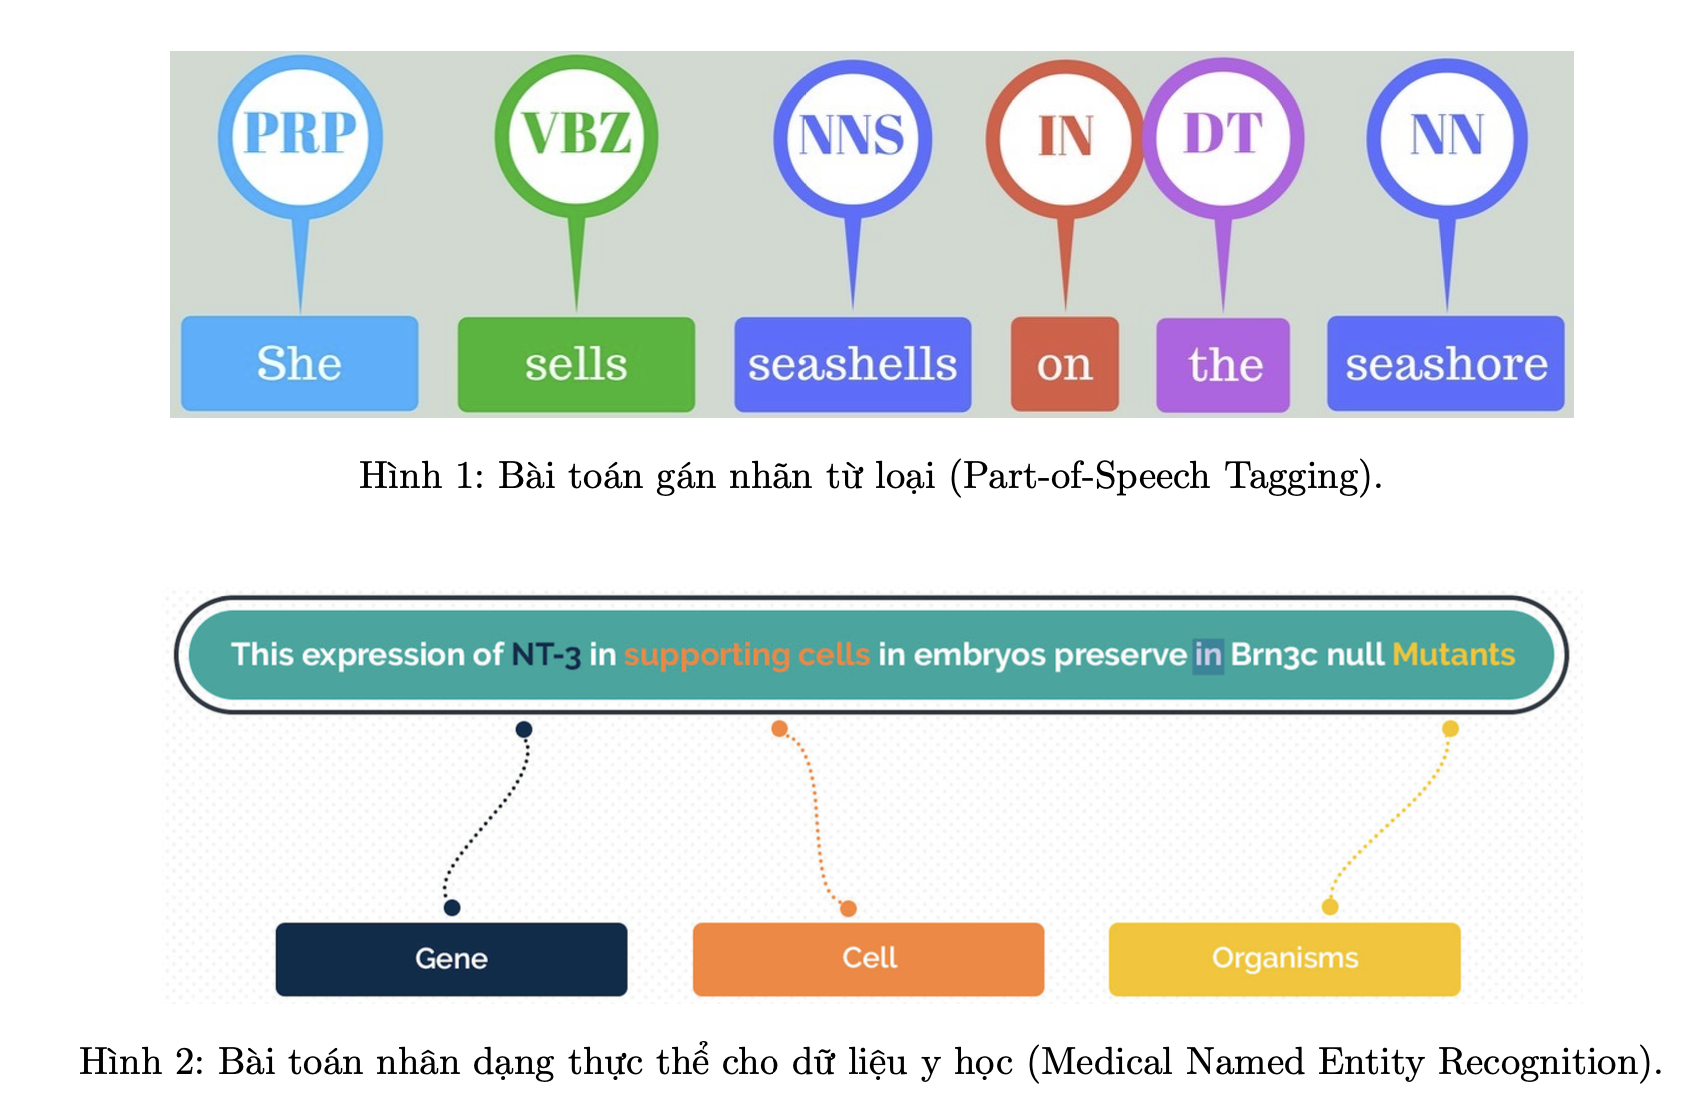 PRP VBZ NNS IN DT NN
She sells seashells on the seashore
Hình 1: Bài toán gán nhãn từ loại (Part-of-Speech Tagging).
This expression of NT-3 in supporting cells in embryos preserve in Brn3c null Mutants
Gene Cell Organisms
Hình 2: Bài toán nhân dạng thực thể cho dữ liệu y học (Medical Named Entity Recognition).